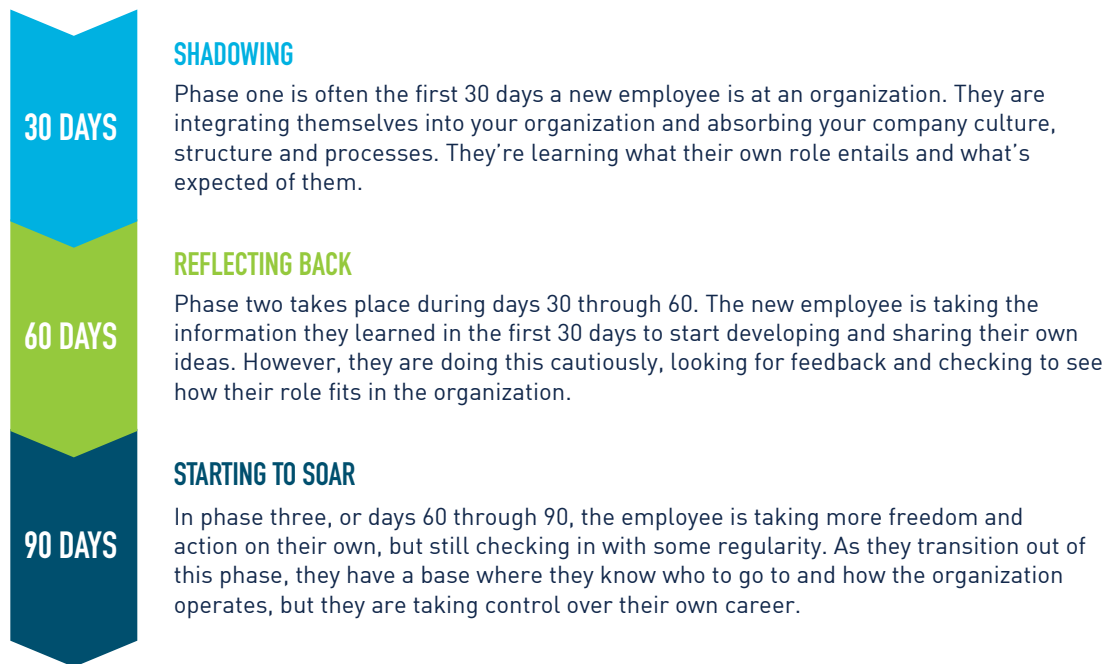 30 DAYS
SHADOWING
Phase one is often the first 30 days a new employee is at an organization. They are
integrating themselves into your organization and absorbing your company culture,
structure and processes. They’re learning what their own role entails and what’s
expected of them.
60 DAYS
REFLECTING BACK
Phase two takes place during days 30 through 60. The new employee is taking the
information they learned in the first 30 days to start developing and sharing their own
ideas. However, they are doing this cautiously, looking for feedback and checking to see
how their role fits in the organization.
90 DAYS
STARTING TO SOAR
In phase three, or days 60 through 90, the employee is taking more freedom and
action on their own, but still checking in with some regularity. As they transition out of
this phase, they have a base where they know who to go to and how the organization
operates, but they are taking control over their own career.